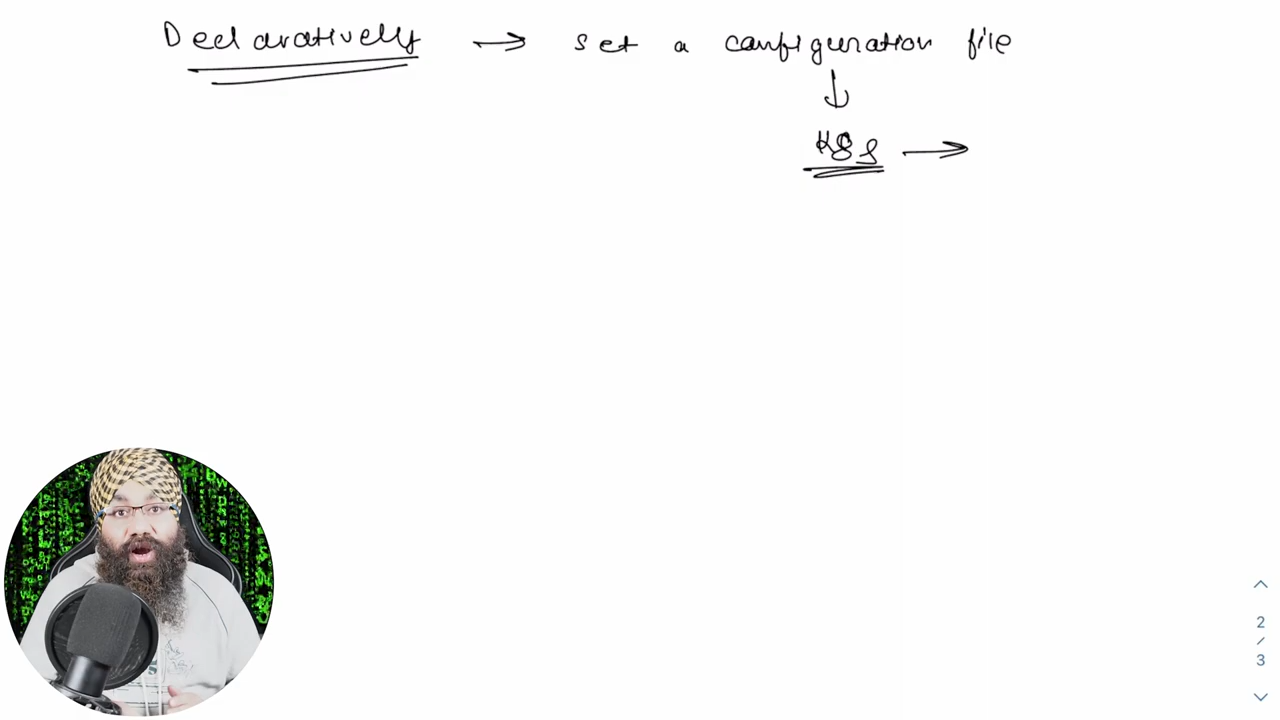 Declaratively → set a configuration file
↓
K8s →
2
/
3